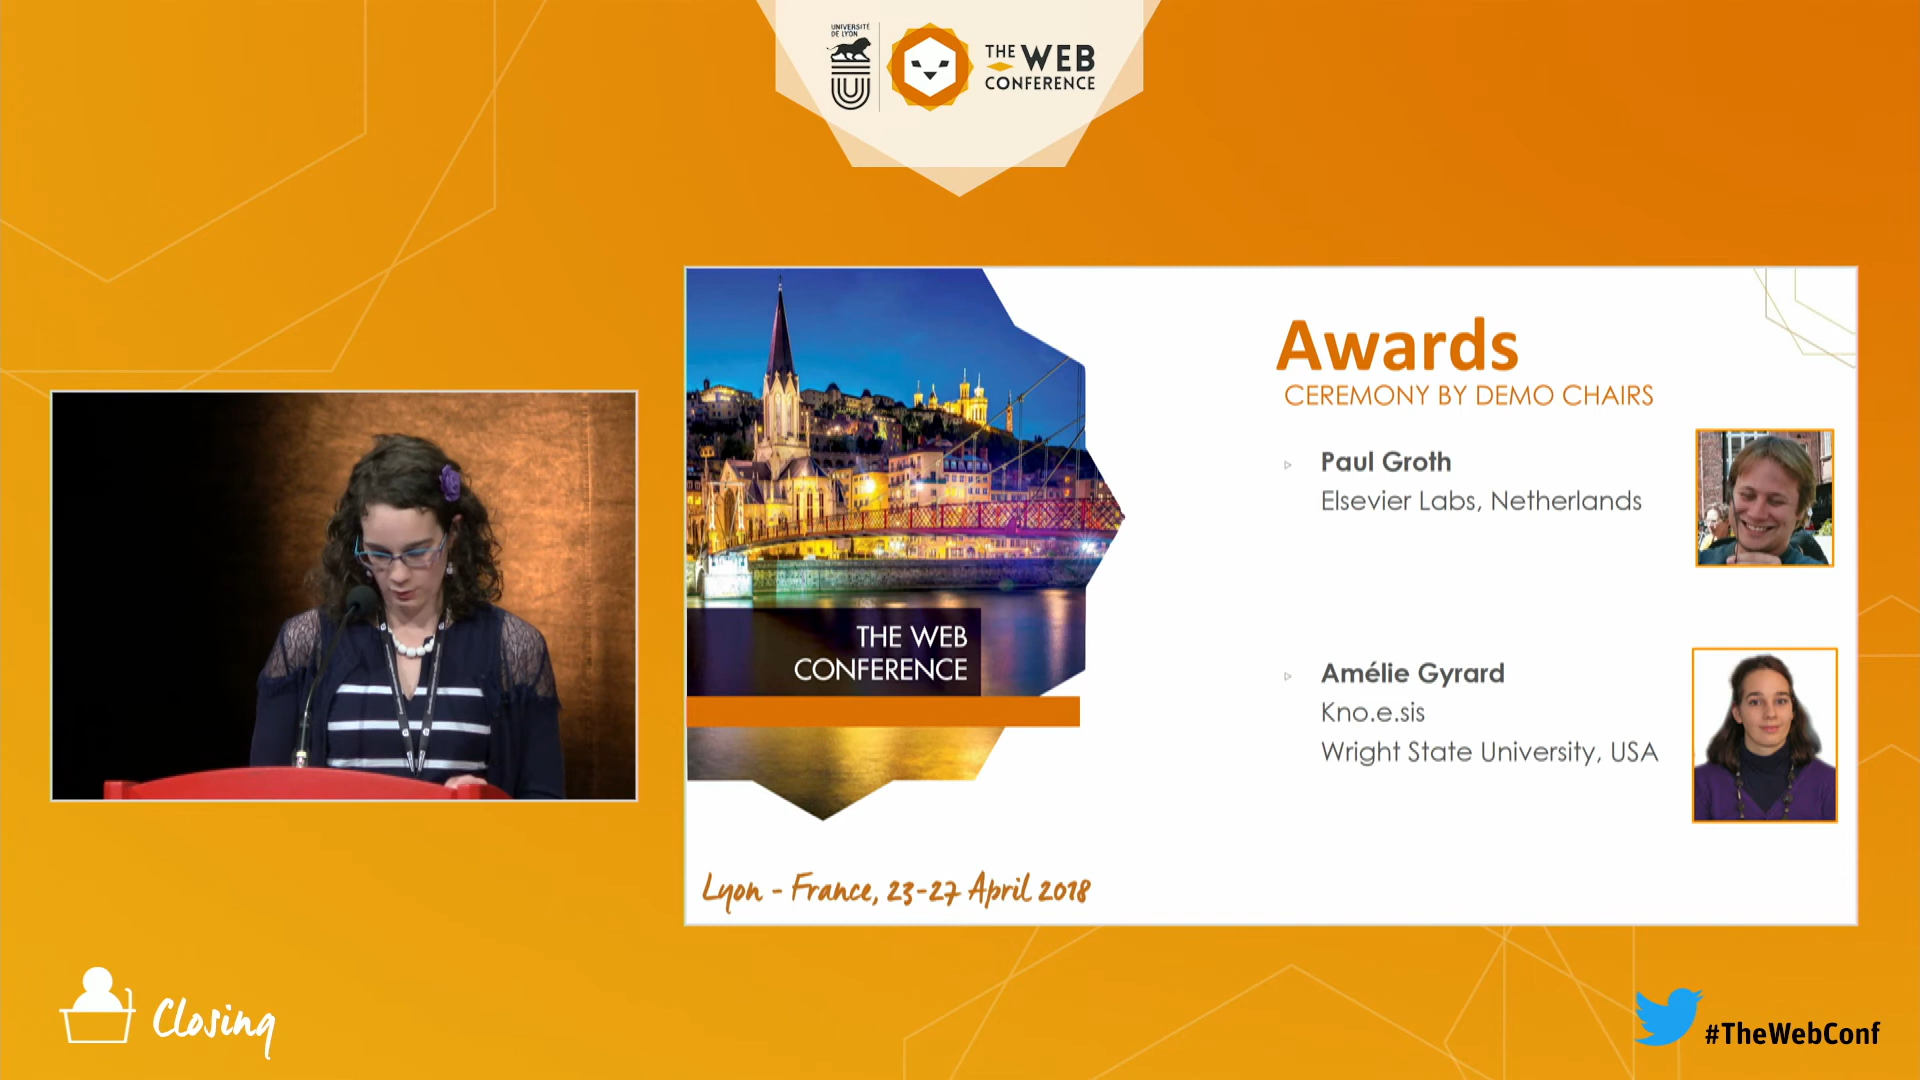 UNIVERSITÉ
DE LYON
THE WEB
CONFERENCE
Awards
CEREMONY BY DEMO CHAIRS
Paul Groth
Elsevier Labs, Netherlands
THE WEB
CONFERENCE
Amélie Gyrard
Kno.e.sis
Wright State University, USA
Lyon - France, 23-27 April 2018
Closing
#TheWebConf